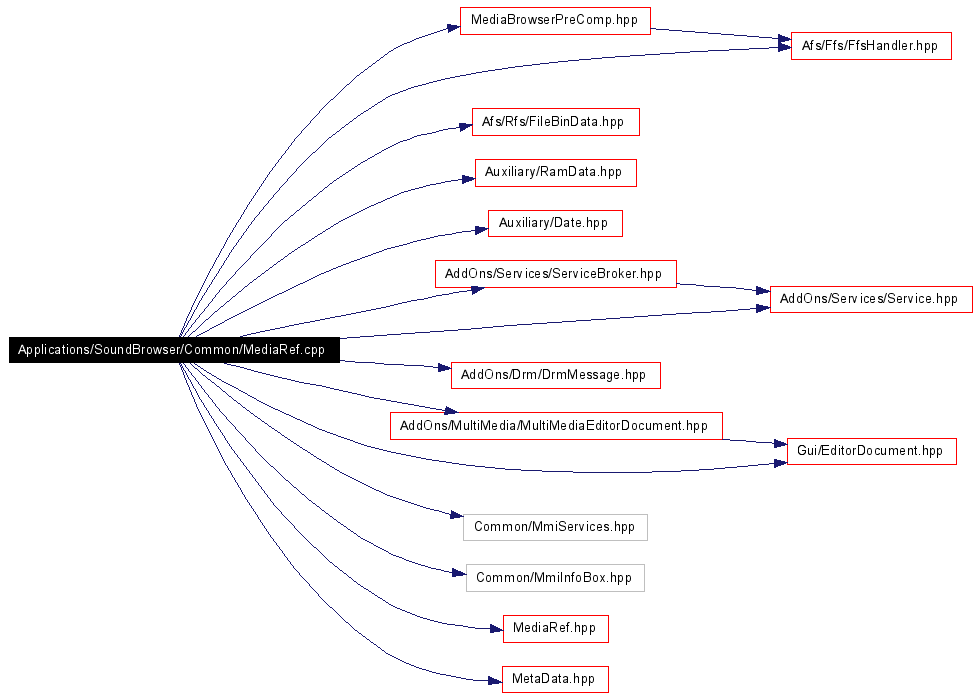 MediaBrowserPreComp.hpp
Afs/Ffs/FfsHandler.hpp
Afs/Rfs/FileBinData.hpp
Auxiliary/RamData.hpp
Auxiliary/Date.hpp
AddOns/Services/ServiceBroker.hpp
AddOns/Services/Service.hpp
Applications/SoundBrowser/Common/MediaRef.cpp
AddOns/Drm/DrmMessage.hpp
AddOns/MultiMedia/MultiMediaEditorDocument.hpp
Gui/EditorDocument.hpp
Common/MmiServices.hpp
Common/MmiInfoBox.hpp
MediaRef.hpp
MetaData.hpp